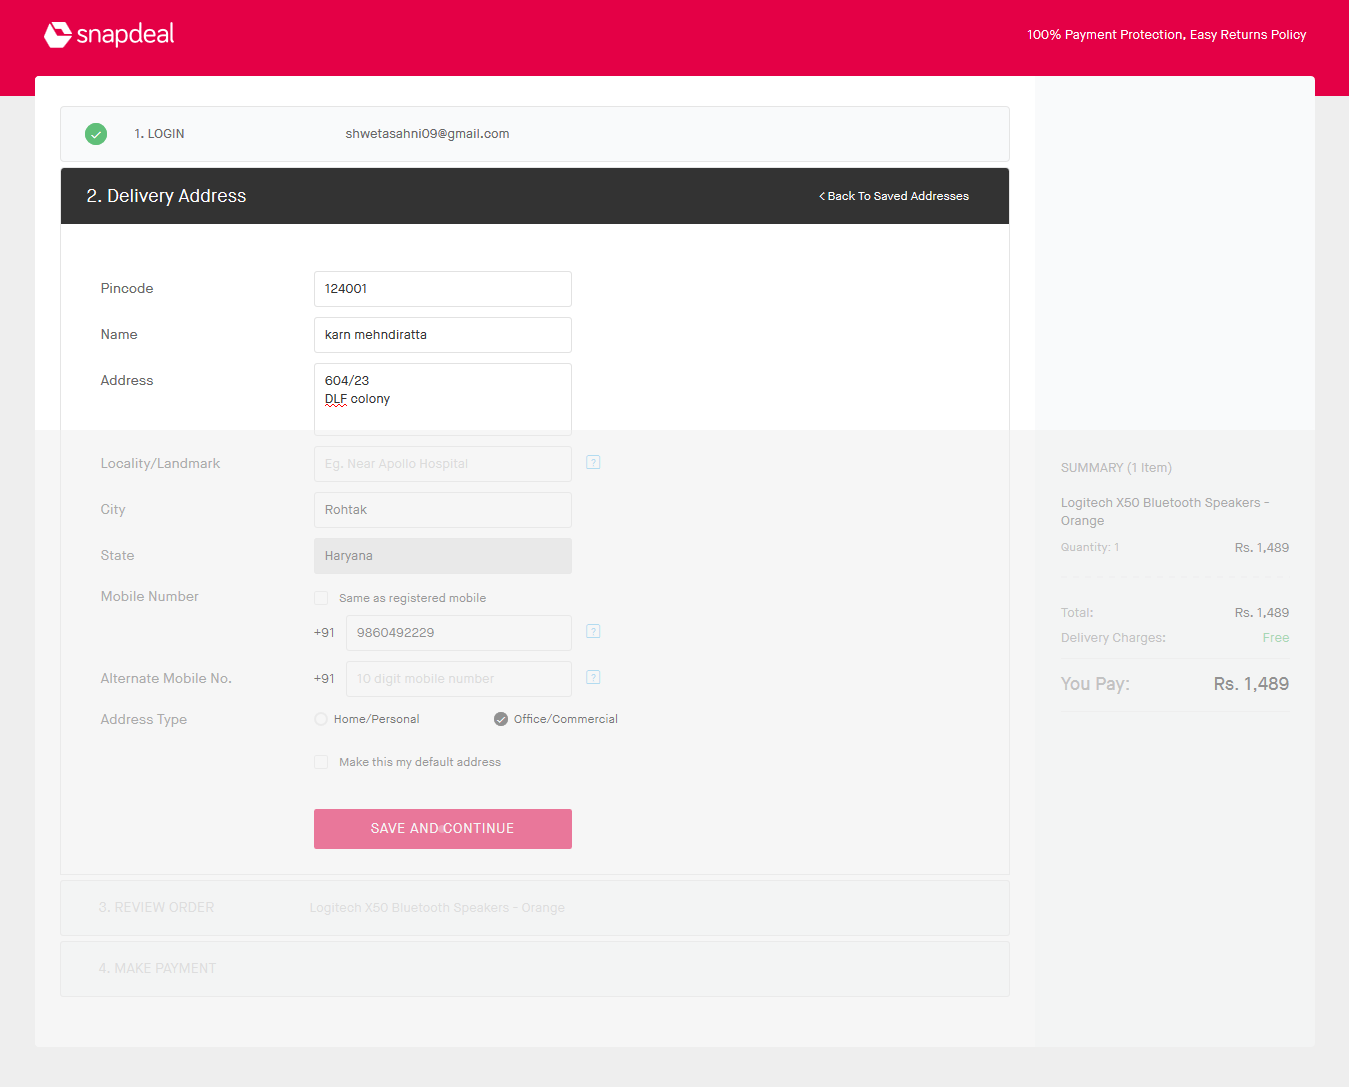 snapdeal
100% Payment Protection, Easy Returns Policy
1. LOGIN
shwetasahni09@gmail.com
2. Delivery Address
< Back To Saved Addresses
Pincode
124001
Name
karn mehndiratta
Address
604/23
DLF colony
Locality/Landmark
Eg. Near Apollo Hospital
?
City
Rohtak
State
Haryana
Mobile Number
Same as registered mobile
+91
9860492229
?
Alternate Mobile No.
+91
10 digit mobile number
?
Address Type
Home/Personal
Office/Commercial
Make this my default address
SAVE AND CONTINUE
3. REVIEW ORDER
Logitech X50 Bluetooth Speakers - Orange
4. MAKE PAYMENT
SUMMARY (1 Item)
Logitech X50 Bluetooth Speakers -
Orange
Quantity: 1
Rs. 1,489
Total:
Rs. 1,489
Delivery Charges:
Free
You Pay:
Rs. 1,489